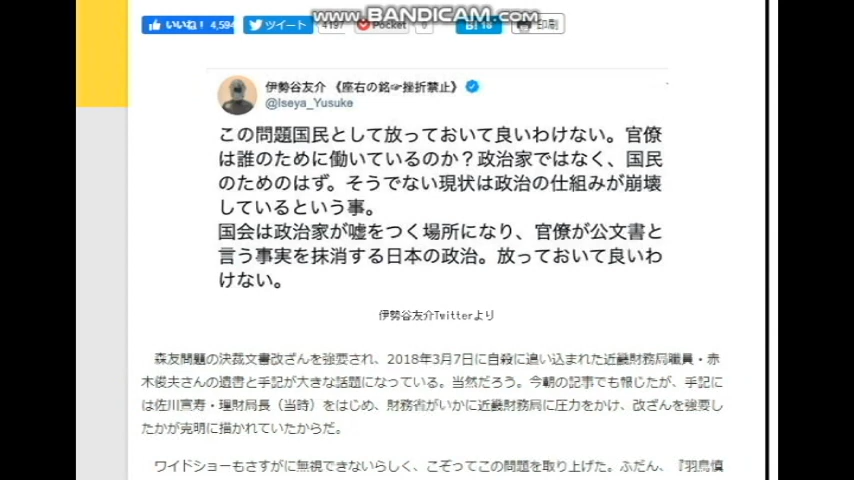 www.BANDICAM.com
いいね! 4,594 ツイート 4197 Pocket 0 B! 18 印刷
伊勢谷友介 《座右の銘☞挫折禁止》
@Iseya_Yusuke
この問題国民として放っておいて良いわけない。官僚
は誰のために働いているのか?政治家ではなく、国民
のためのはず。そうでない現状は政治の仕組みが崩壊
しているという事。
国会は政治家が嘘をつく場所になり、官僚が公文書と
言う事実を抹消する日本の政治。放っておいて良いわ
けない。
伊勢谷友介Twitterより
森友問題の決裁文書改ざんを強要され、2018年3月7日に自殺に追い込まれた近畿財務局職員・赤
木俊夫さんの遺書と手記が大きな話題になっている。当然だろう。今朝の記事でも報じたが、手記に
は佐川宣寿・理財局長(当時)をはじめ、財務省がいかに近畿財務局に圧力をかけ、改ざんを強要し
たかが克明に描かれていたからだ。
ワイドショーもさすがに無視できないらしく、こぞってこの問題を取り上げた。ふだん、『羽鳥慎